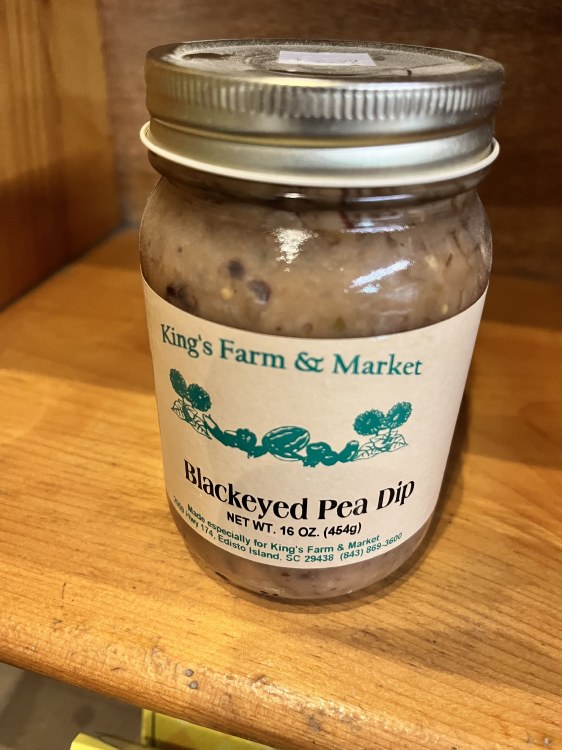 King's Farm & Market
Blackeyed Pea Dip
NET WT. 16 OZ. (454g)
Made especially for King's Farm & Market
Hwy 174, Edisto Island, SC 29438 (843) 869-3600